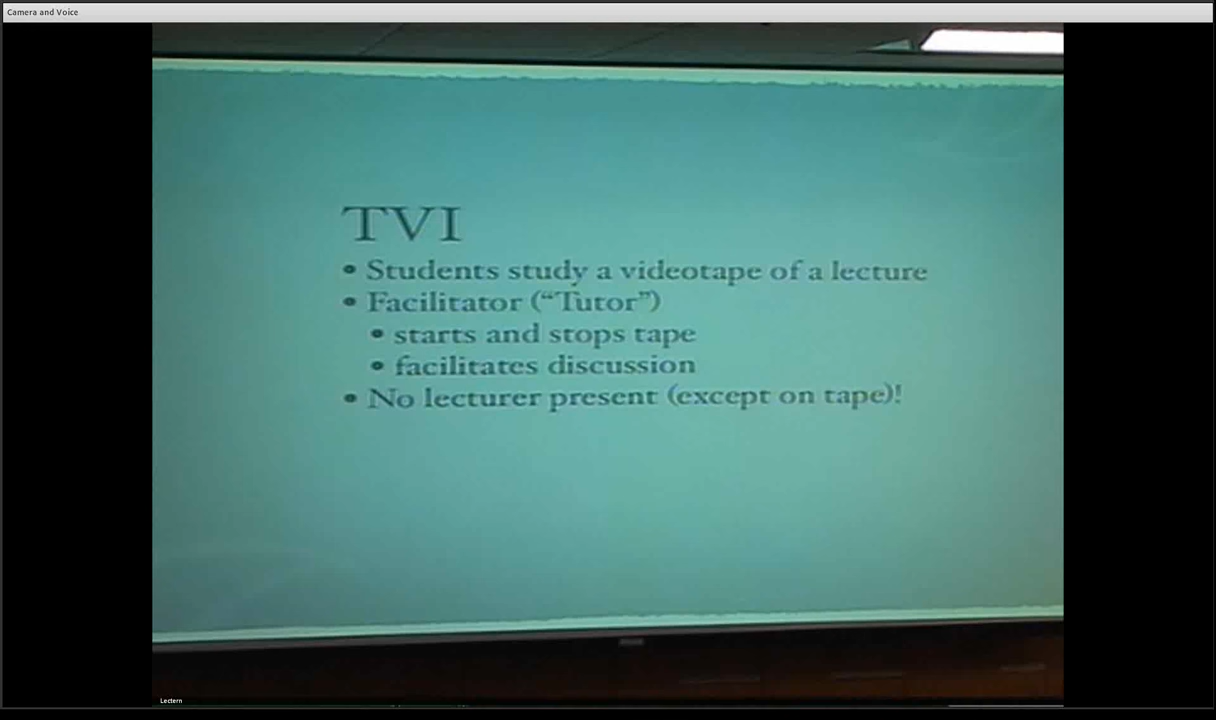 Camera and Voice
TVI
• Students study a videotape of a lecture
• Facilitator (“Tutor”)
• starts and stops tape
• facilitates discussion
• No lecturer present (except on tape)!
Lectern